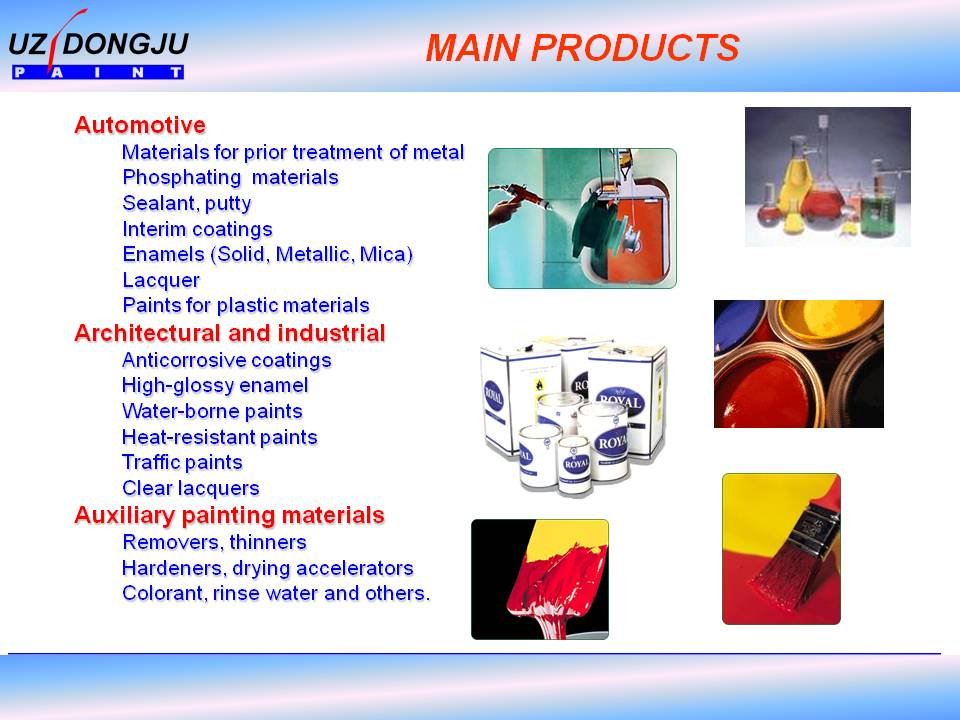 UZ DONGJU
PAINT
MAIN PRODUCTS
Automotive
Materials for prior treatment of metal
Phosphating materials
Sealant, putty
Interim coatings
Enamels (Solid, Metallic, Mica)
Lacquer
Paints for plastic materials
Architectural and industrial
Anticorrosive coatings
High-glossy enamel
Water-borne paints
Heat-resistant paints
Traffic paints
Clear lacquers
Auxiliary painting materials
Removers, thinners
Hardeners, drying accelerators
Colorant, rinse water and others.
ROYAL
ROYAL
ROYAL
ROYAL